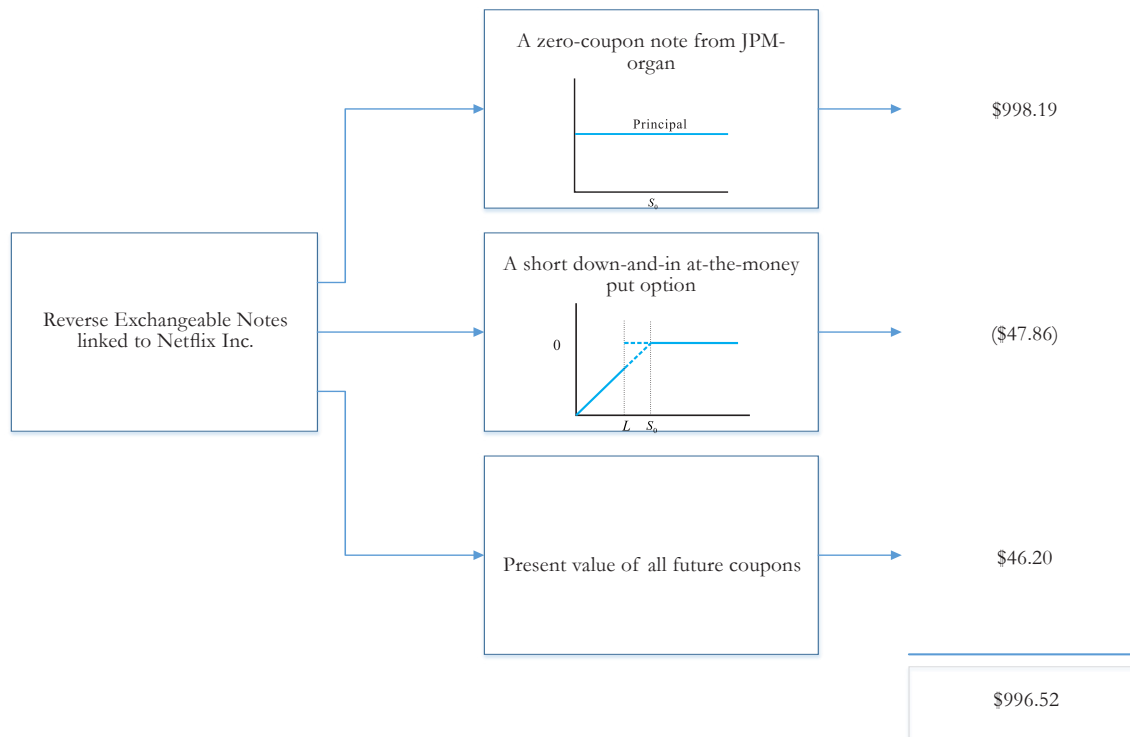 A zero-coupon note from JPM-
organ
Principal
S₀
$998.19
Reverse Exchangeable Notes
linked to Netflix Inc.
A short down-and-in at-the-money
put option
0
L S₀
($47.86)
Present value of all future coupons
$46.20
$996.52